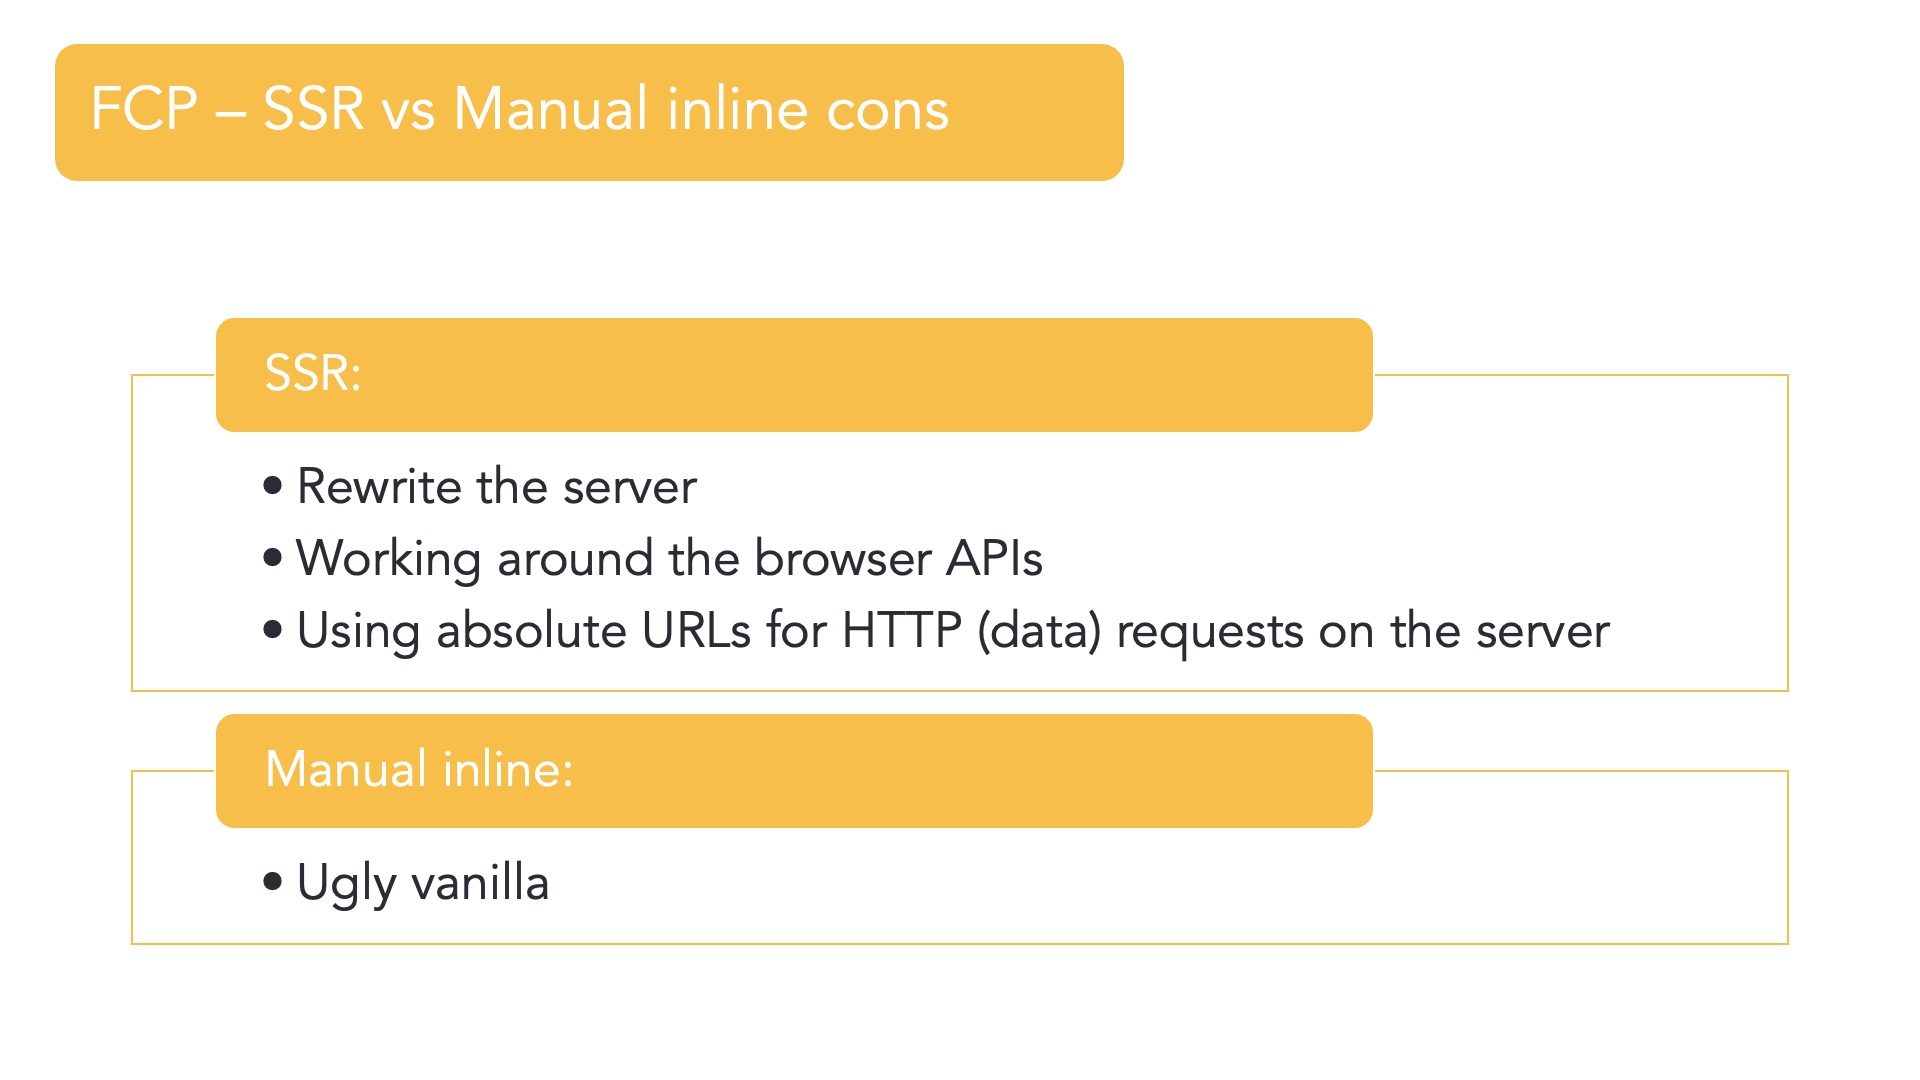 FCP – SSR vs Manual inline cons
SSR:
• Rewrite the server
• Working around the browser APIs
• Using absolute URLs for HTTP (data) requests on the server
Manual inline:
• Ugly vanilla